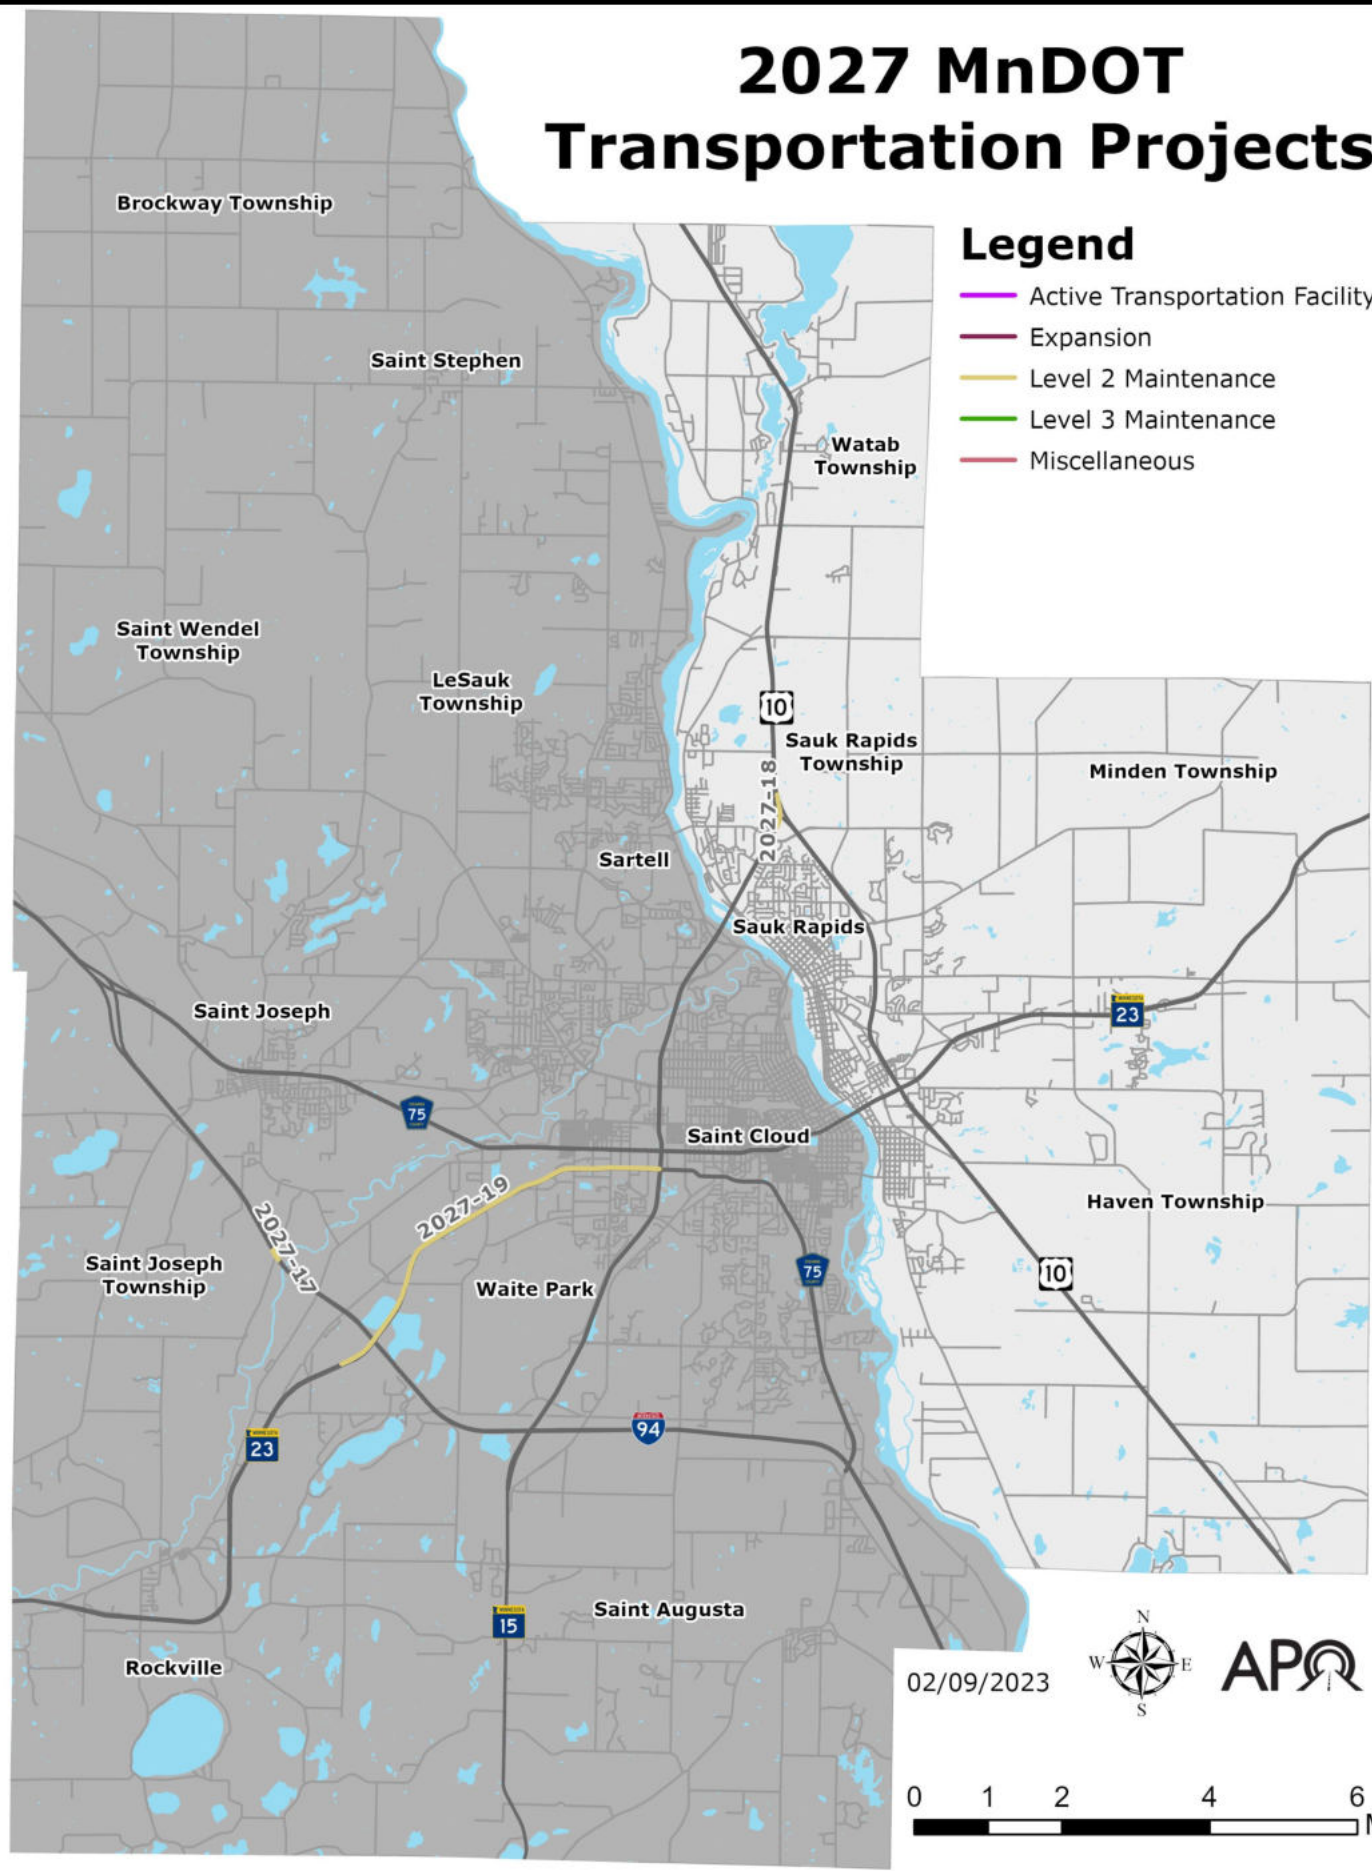 2027 MnDOT
Transportation Projects
Legend
Active Transportation Facility
Expansion
Level 2 Maintenance
Level 3 Maintenance
Miscellaneous
Brockway Township
Saint Stephen
Watab
Township
Saint Wendel
Township
LeSauk
Township
10
Sauk Rapids
Township
Minden Township
2027-18
Sartell
Sauk Rapids
Saint Joseph
MINNESOTA
23
75
Saint Cloud
2027-19
Haven Township
2027-17
Saint Joseph
Township
Waite Park
75
10
94
MINNESOTA
23
MINNESOTA
15
Saint Augusta
Rockville
02/09/2023
N
W
E
S
APO
0 1 2 4 6
M